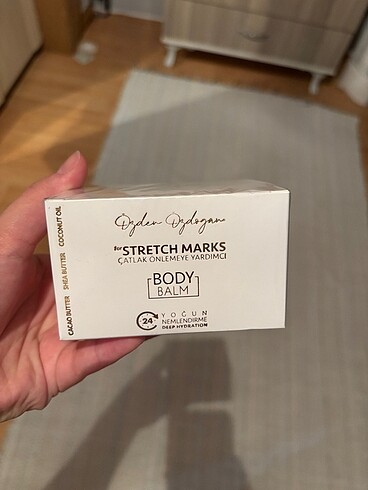 Özden Özdoğan
for STRETCH MARKS
ÇATLAK ÖNLEMEYE YARDIMCI
BODY
BALM
24
YOĞUN
NEMLENDİRME
DEEP HYDRATION
CACAO BUTTER SHEA BUTTER COCONUT OIL